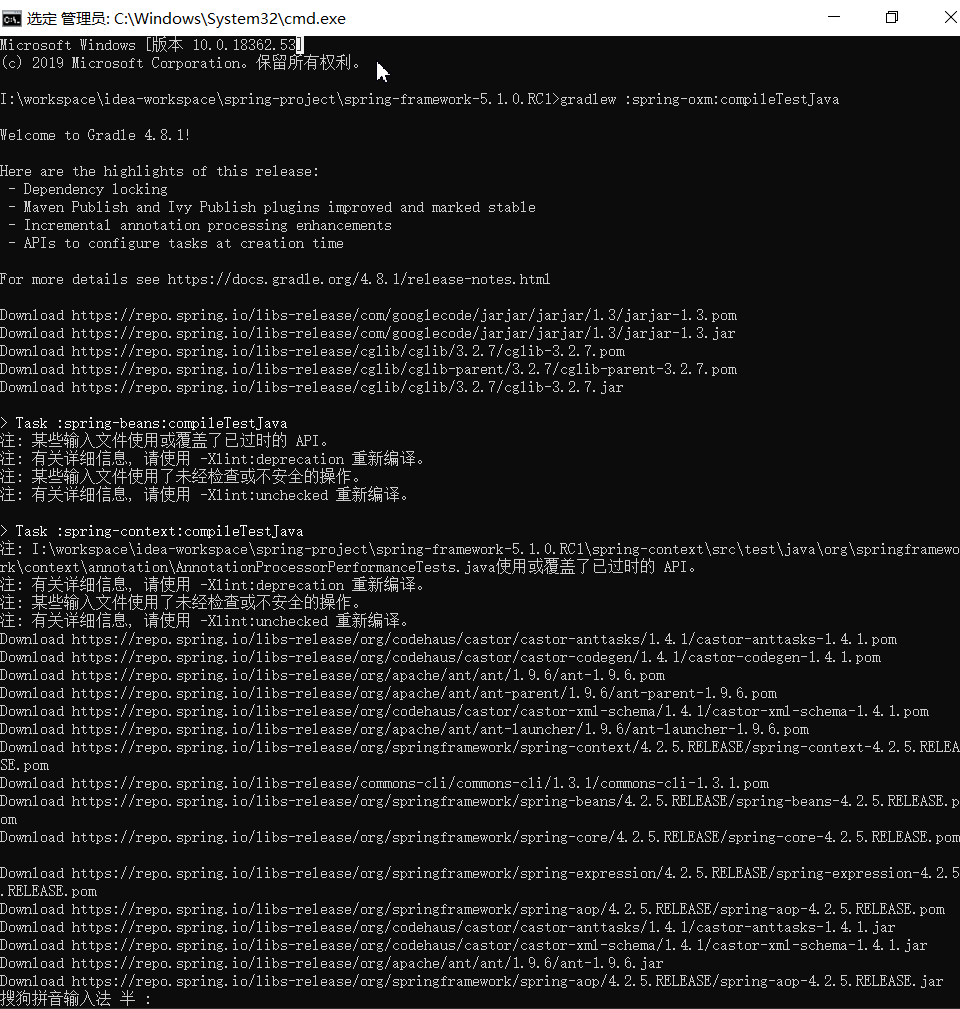 选定 管理员: C:\Windows\System32\cmd.exe
Microsoft Windows [版本 10.0.18362.53]
(c) 2019 Microsoft Corporation。保留所有权利。
I:\workspace\idea-workspace\spring-project\spring-framework-5.1.0.RC1>gradlew :spring-oxm:compileTestJava
Welcome to Gradle 4.8.1!
Here are the highlights of this release:
- Dependency locking
- Maven Publish and Ivy Publish plugins improved and marked stable
- Incremental annotation processing enhancements
- APIs to configure tasks at creation time
For more details see https://docs.gradle.org/4.8.1/release-notes.html
Download https://repo.spring.io/libs-release/com/googlecode/jarjar/jarjar/1.3/jarjar-1.3.pom
Download https://repo.spring.io/libs-release/com/googlecode/jarjar/jarjar/1.3/jarjar-1.3.jar
Download https://repo.spring.io/libs-release/cglib/cglib/3.2.7/cglib-3.2.7.pom
Download https://repo.spring.io/libs-release/cglib/cglib-parent/3.2.7/cglib-parent-3.2.7.pom
Download https://repo.spring.io/libs-release/cglib/cglib/3.2.7/cglib-3.2.7.jar
> Task :spring-beans:compileTestJava
注: 某些输入文件使用或覆盖了已过时的 API。
注: 有关详细信息, 请使用 -Xlint:deprecation 重新编译。
注: 某些输入文件使用了未经检查或不安全的操作。
注: 有关详细信息, 请使用 -Xlint:unchecked 重新编译。
> Task :spring-context:compileTestJava
注: I:\workspace\idea-workspace\spring-project\spring-framework-5.1.0.RC1\spring-context\src\test\java\org\springframewo
rk\context\annotation\AnnotationProcessorPerformanceTests.java使用或覆盖了已过时的 API。
注: 有关详细信息, 请使用 -Xlint:deprecation 重新编译。
注: 某些输入文件使用了未经检查或不安全的操作。
注: 有关详细信息, 请使用 -Xlint:unchecked 重新编译。
Download https://repo.spring.io/libs-release/org/codehaus/castor/castor-anttasks/1.4.1/castor-anttasks-1.4.1.pom
Download https://repo.spring.io/libs-release/org/codehaus/castor/castor-codegen/1.4.1/castor-codegen-1.4.1.pom
Download https://repo.spring.io/libs-release/org/apache/ant/ant/1.9.6/ant-1.9.6.pom
Download https://repo.spring.io/libs-release/org/apache/ant/ant-parent/1.9.6/ant-parent-1.9.6.pom
Download https://repo.spring.io/libs-release/org/codehaus/castor/castor-xml-schema/1.4.1/castor-xml-schema-1.4.1.pom
Download https://repo.spring.io/libs-release/org/apache/ant/ant-launcher/1.9.6/ant-launcher-1.9.6.pom
Download https://repo.spring.io/libs-release/org/springframework/spring-context/4.2.5.RELEASE/spring-context-4.2.5.RELEA
SE.pom
Download https://repo.spring.io/libs-release/commons-cli/commons-cli/1.3.1/commons-cli-1.3.1.pom
Download https://repo.spring.io/libs-release/org/springframework/spring-beans/4.2.5.RELEASE/spring-beans-4.2.5.RELEASE.p
om
Download https://repo.spring.io/libs-release/org/springframework/spring-core/4.2.5.RELEASE/spring-core-4.2.5.RELEASE.pom
Download https://repo.spring.io/libs-release/org/springframework/spring-expression/4.2.5.RELEASE/spring-expression-4.2.5
.RELEASE.pom
Download https://repo.spring.io/libs-release/org/springframework/spring-aop/4.2.5.RELEASE/spring-aop-4.2.5.RELEASE.pom
Download https://repo.spring.io/libs-release/org/codehaus/castor/castor-anttasks/1.4.1/castor-anttasks-1.4.1.jar
Download https://repo.spring.io/libs-release/org/codehaus/castor/castor-xml-schema/1.4.1/castor-xml-schema-1.4.1.jar
Download https://repo.spring.io/libs-release/org/apache/ant/ant/1.9.6/ant-1.9.6.jar
Download https://repo.spring.io/libs-release/org/springframework/spring-aop/4.2.5.RELEASE/spring-aop-4.2.5.RELEASE.jar
搜狗拼音输入法 半 :